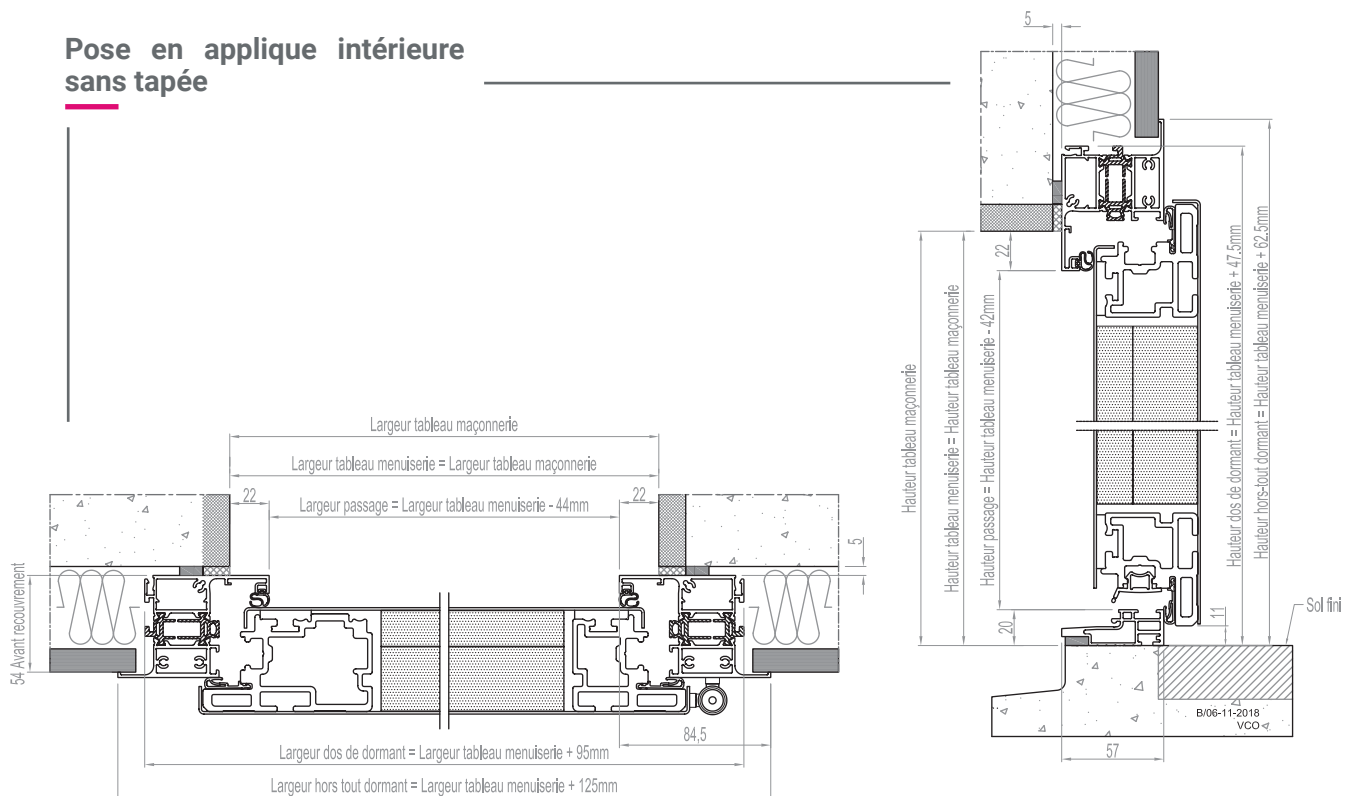 Pose en applique intérieure
sans tapée
5
22
Hauteur tableau maçonnerie
Hauteur tableau menuiserie = Hauteur tableau maçonnerie
Hauteur passage = Hauteur tableau menuiserie - 42mm
Hauteur dos de dormant = Hauteur tableau menuiserie + 47.5mm
Hauteur hors-tout dormant = Hauteur tableau menuiserie + 62.5mm
20
11
Sol fini
B/06-11-2018
VCO
57
Largeur tableau maçonnerie
Largeur tableau menuiserie = Largeur tableau maçonnerie
22
Largeur passage = Largeur tableau menuiserie - 44mm
22
5
54 Avant recouvrement
84,5
Largeur dos de dormant = Largeur tableau menuiserie + 95mm
Largeur hors tout dormant = Largeur tableau menuiserie + 125mm